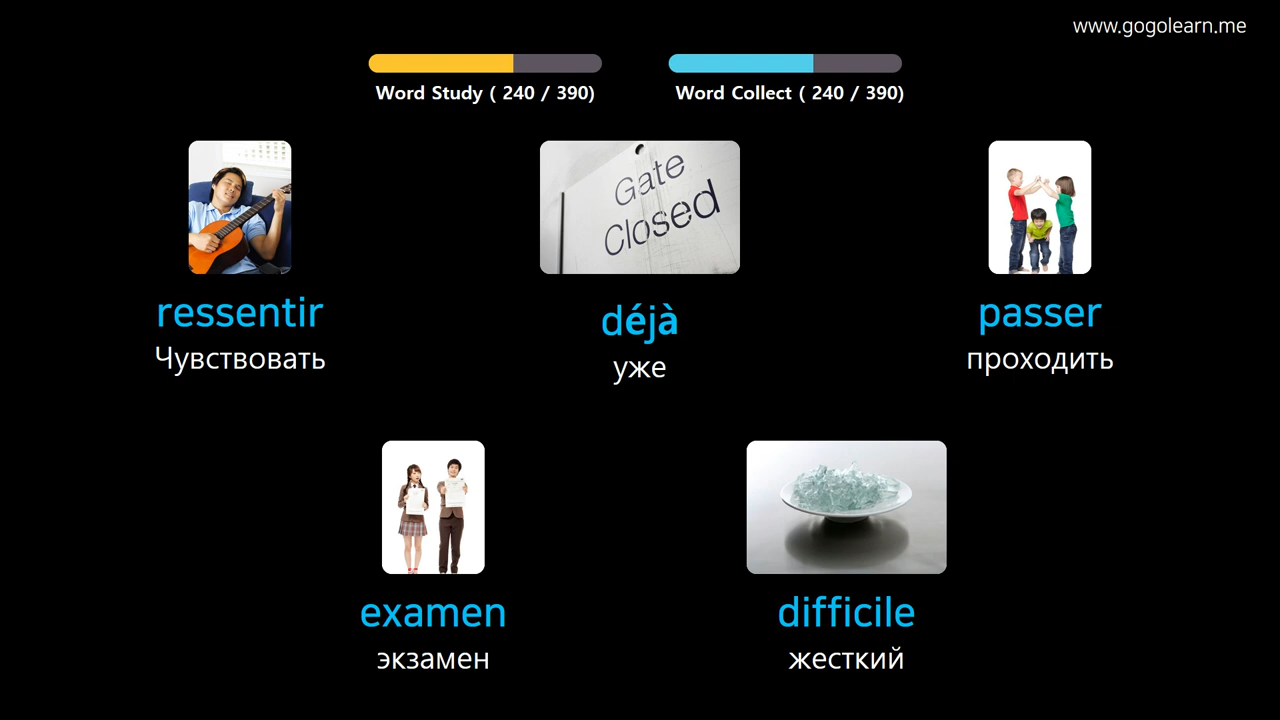 www.gogolearn.me
Word Study ( 240 / 390)
Word Collect ( 240 / 390)
Gate
Closed
ressentir
Чувствовать
déjà
уже
passer
проходить
examen
экзамен
difficile
жесткий